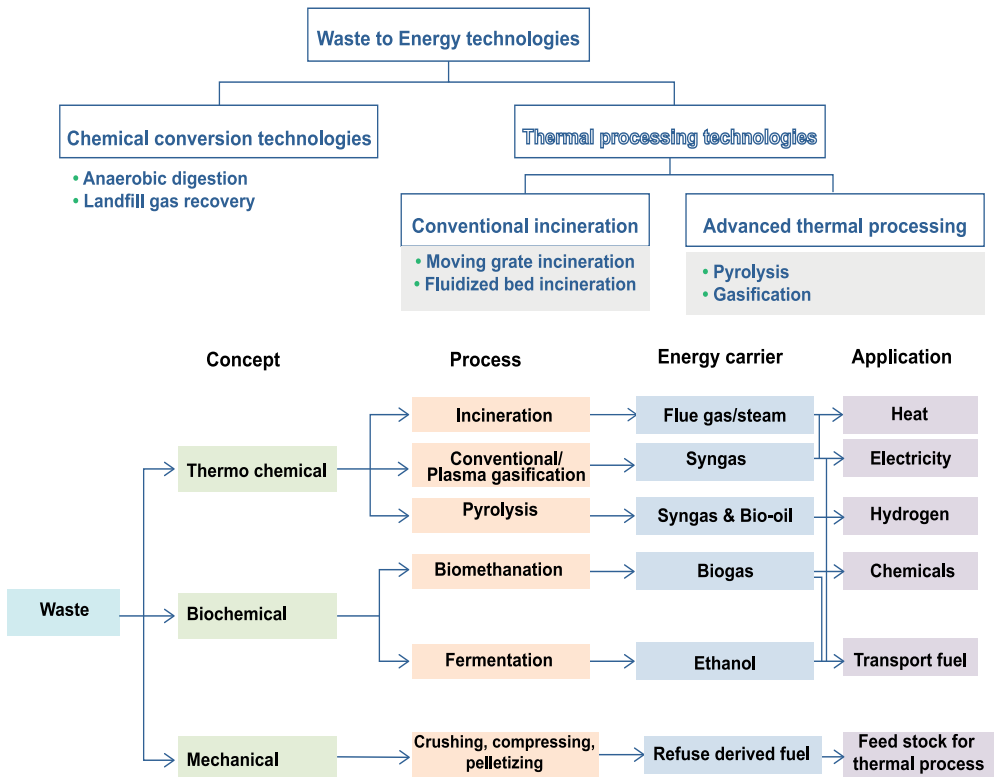 Waste to Energy technologies
Chemical conversion technologies
Thermal processing technologies
• Anaerobic digestion
• Landfill gas recovery
Conventional incineration
Advanced thermal processing
• Moving grate incineration
• Fluidized bed incineration
• Pyrolysis
• Gasification
Concept
Process
Energy carrier
Application
Incineration
Flue gas/steam
Heat
Thermo chemical
Conventional/
Plasma gasification
Syngas
Electricity
Pyrolysis
Syngas & Bio-oil
Hydrogen
Biomethanation
Biogas
Chemicals
Waste
Biochemical
Fermentation
Ethanol
Transport fuel
Mechanical
Crushing, compressing,
pelletizing
Refuse derived fuel
Feed stock for
thermal process